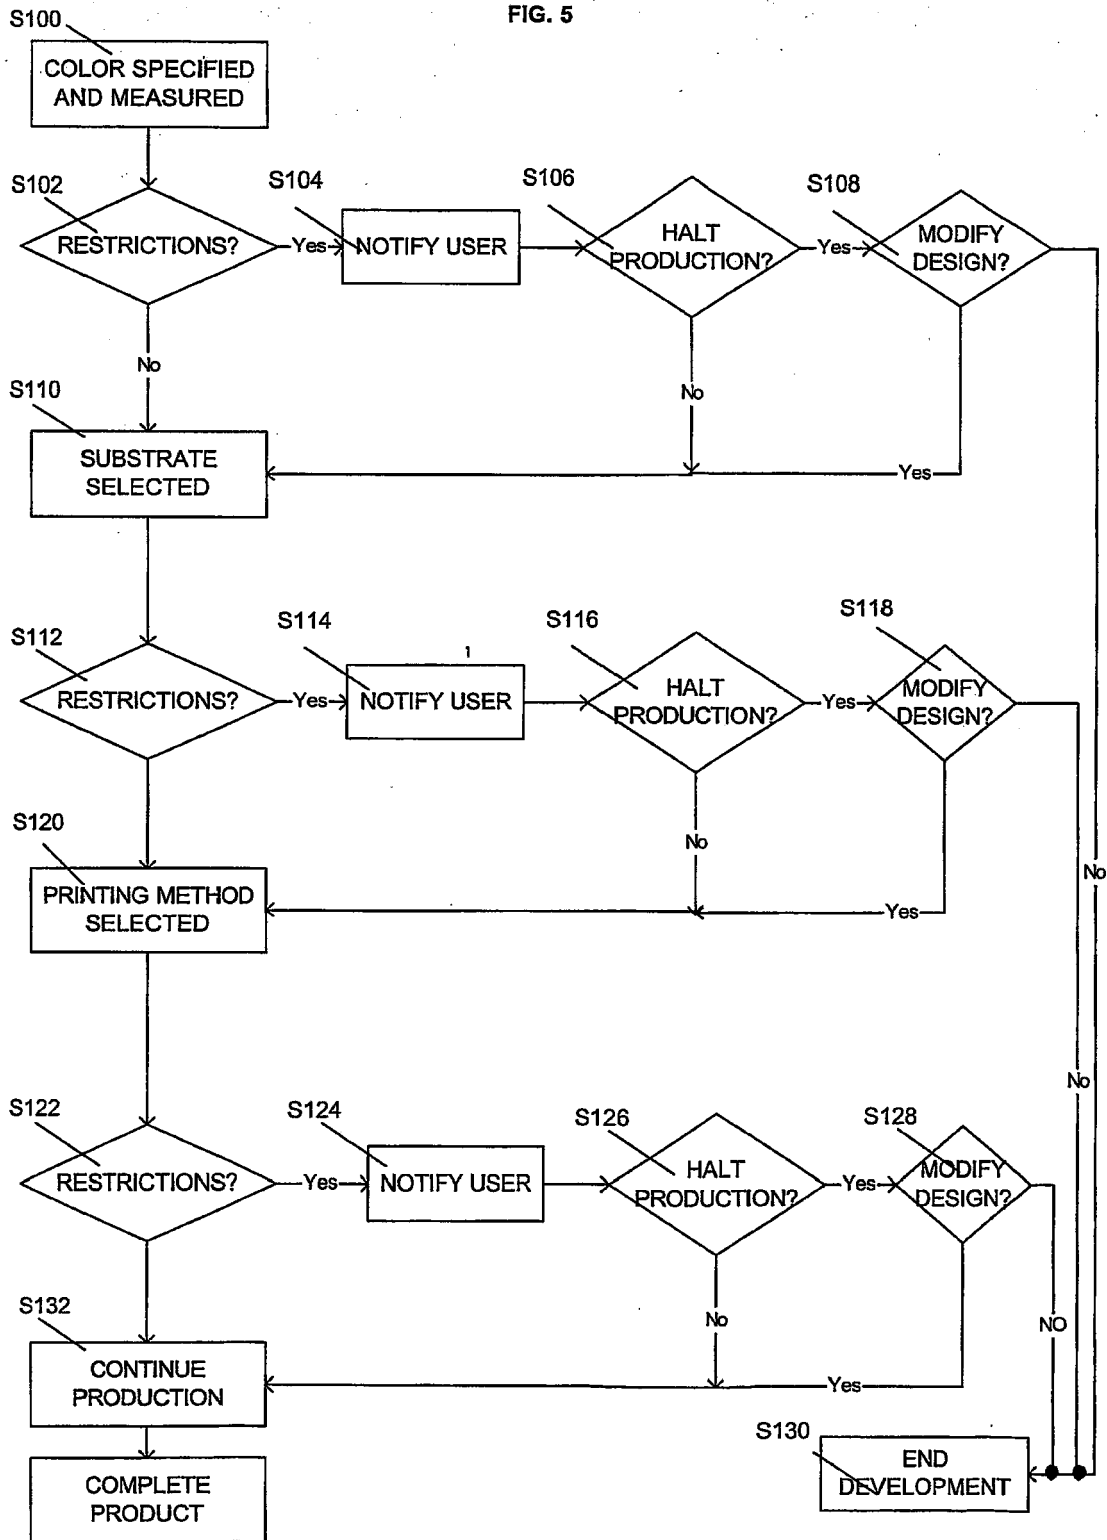 FIG. 5
S100
COLOR SPECIFIED
AND MEASURED
S102
RESTRICTIONS?
Yes
S104
NOTIFY USER
S106
HALT
PRODUCTION?
Yes
S108
MODIFY
DESIGN?
No
No
Yes
S110
SUBSTRATE
SELECTED
S112
RESTRICTIONS?
Yes
S114
NOTIFY USER
S116
HALT
PRODUCTION?
Yes
S118
MODIFY
DESIGN?
No
No
Yes
S120
PRINTING METHOD
SELECTED
No
S122
RESTRICTIONS?
Yes
S124
NOTIFY USER
S126
HALT
PRODUCTION?
Yes
S128
MODIFY
DESIGN?
No
NO
Yes
S132
CONTINUE
PRODUCTION
S130
END
DEVELOPMENT
COMPLETE
PRODUCT